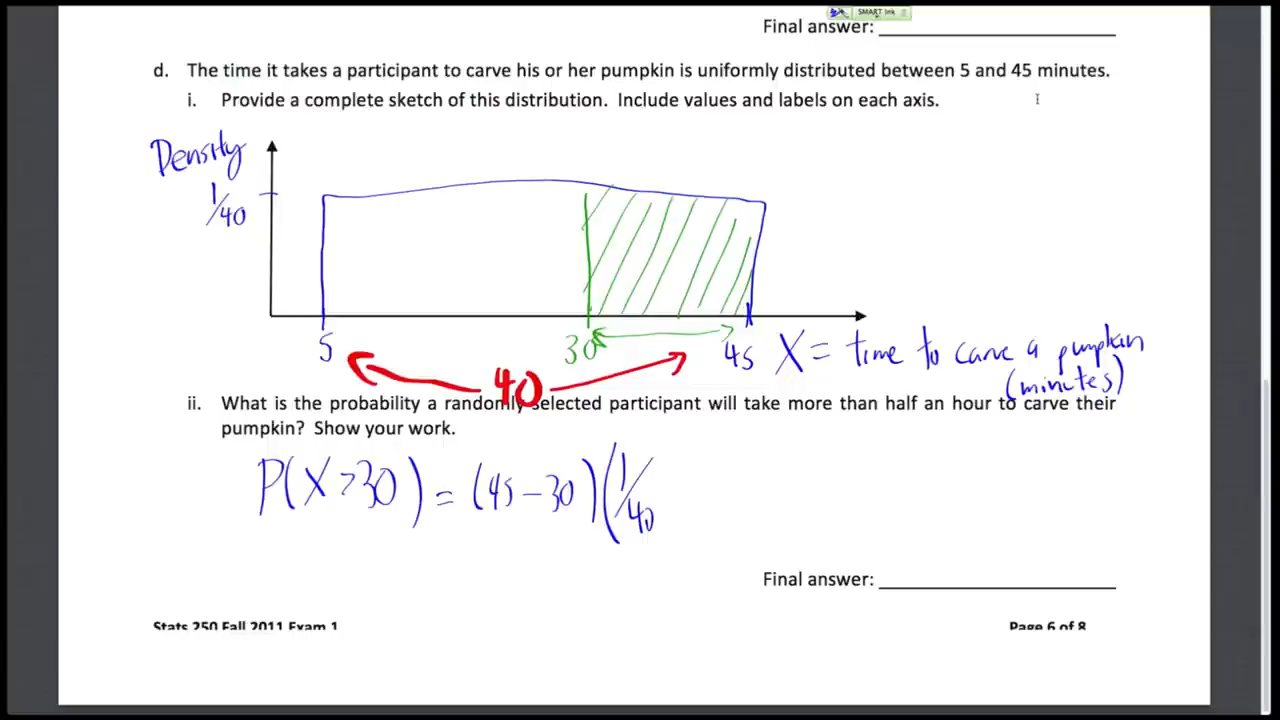 SMART Ink
Final answer:
d. The time it takes a participant to carve his or her pumpkin is uniformly distributed between 5 and 45 minutes.
i. Provide a complete sketch of this distribution. Include values and labels on each axis.
Density
1/40
5
30
45
X = time to carve a pumpkin
(minutes)
40
ii. What is the probability a randomly selected participant will take more than half an hour to carve their
pumpkin? Show your work.
P(X > 30) = (45 - 30)(1/40
Final answer:
Stats 250 Fall 2011 Exam 1
Page 6 of 8